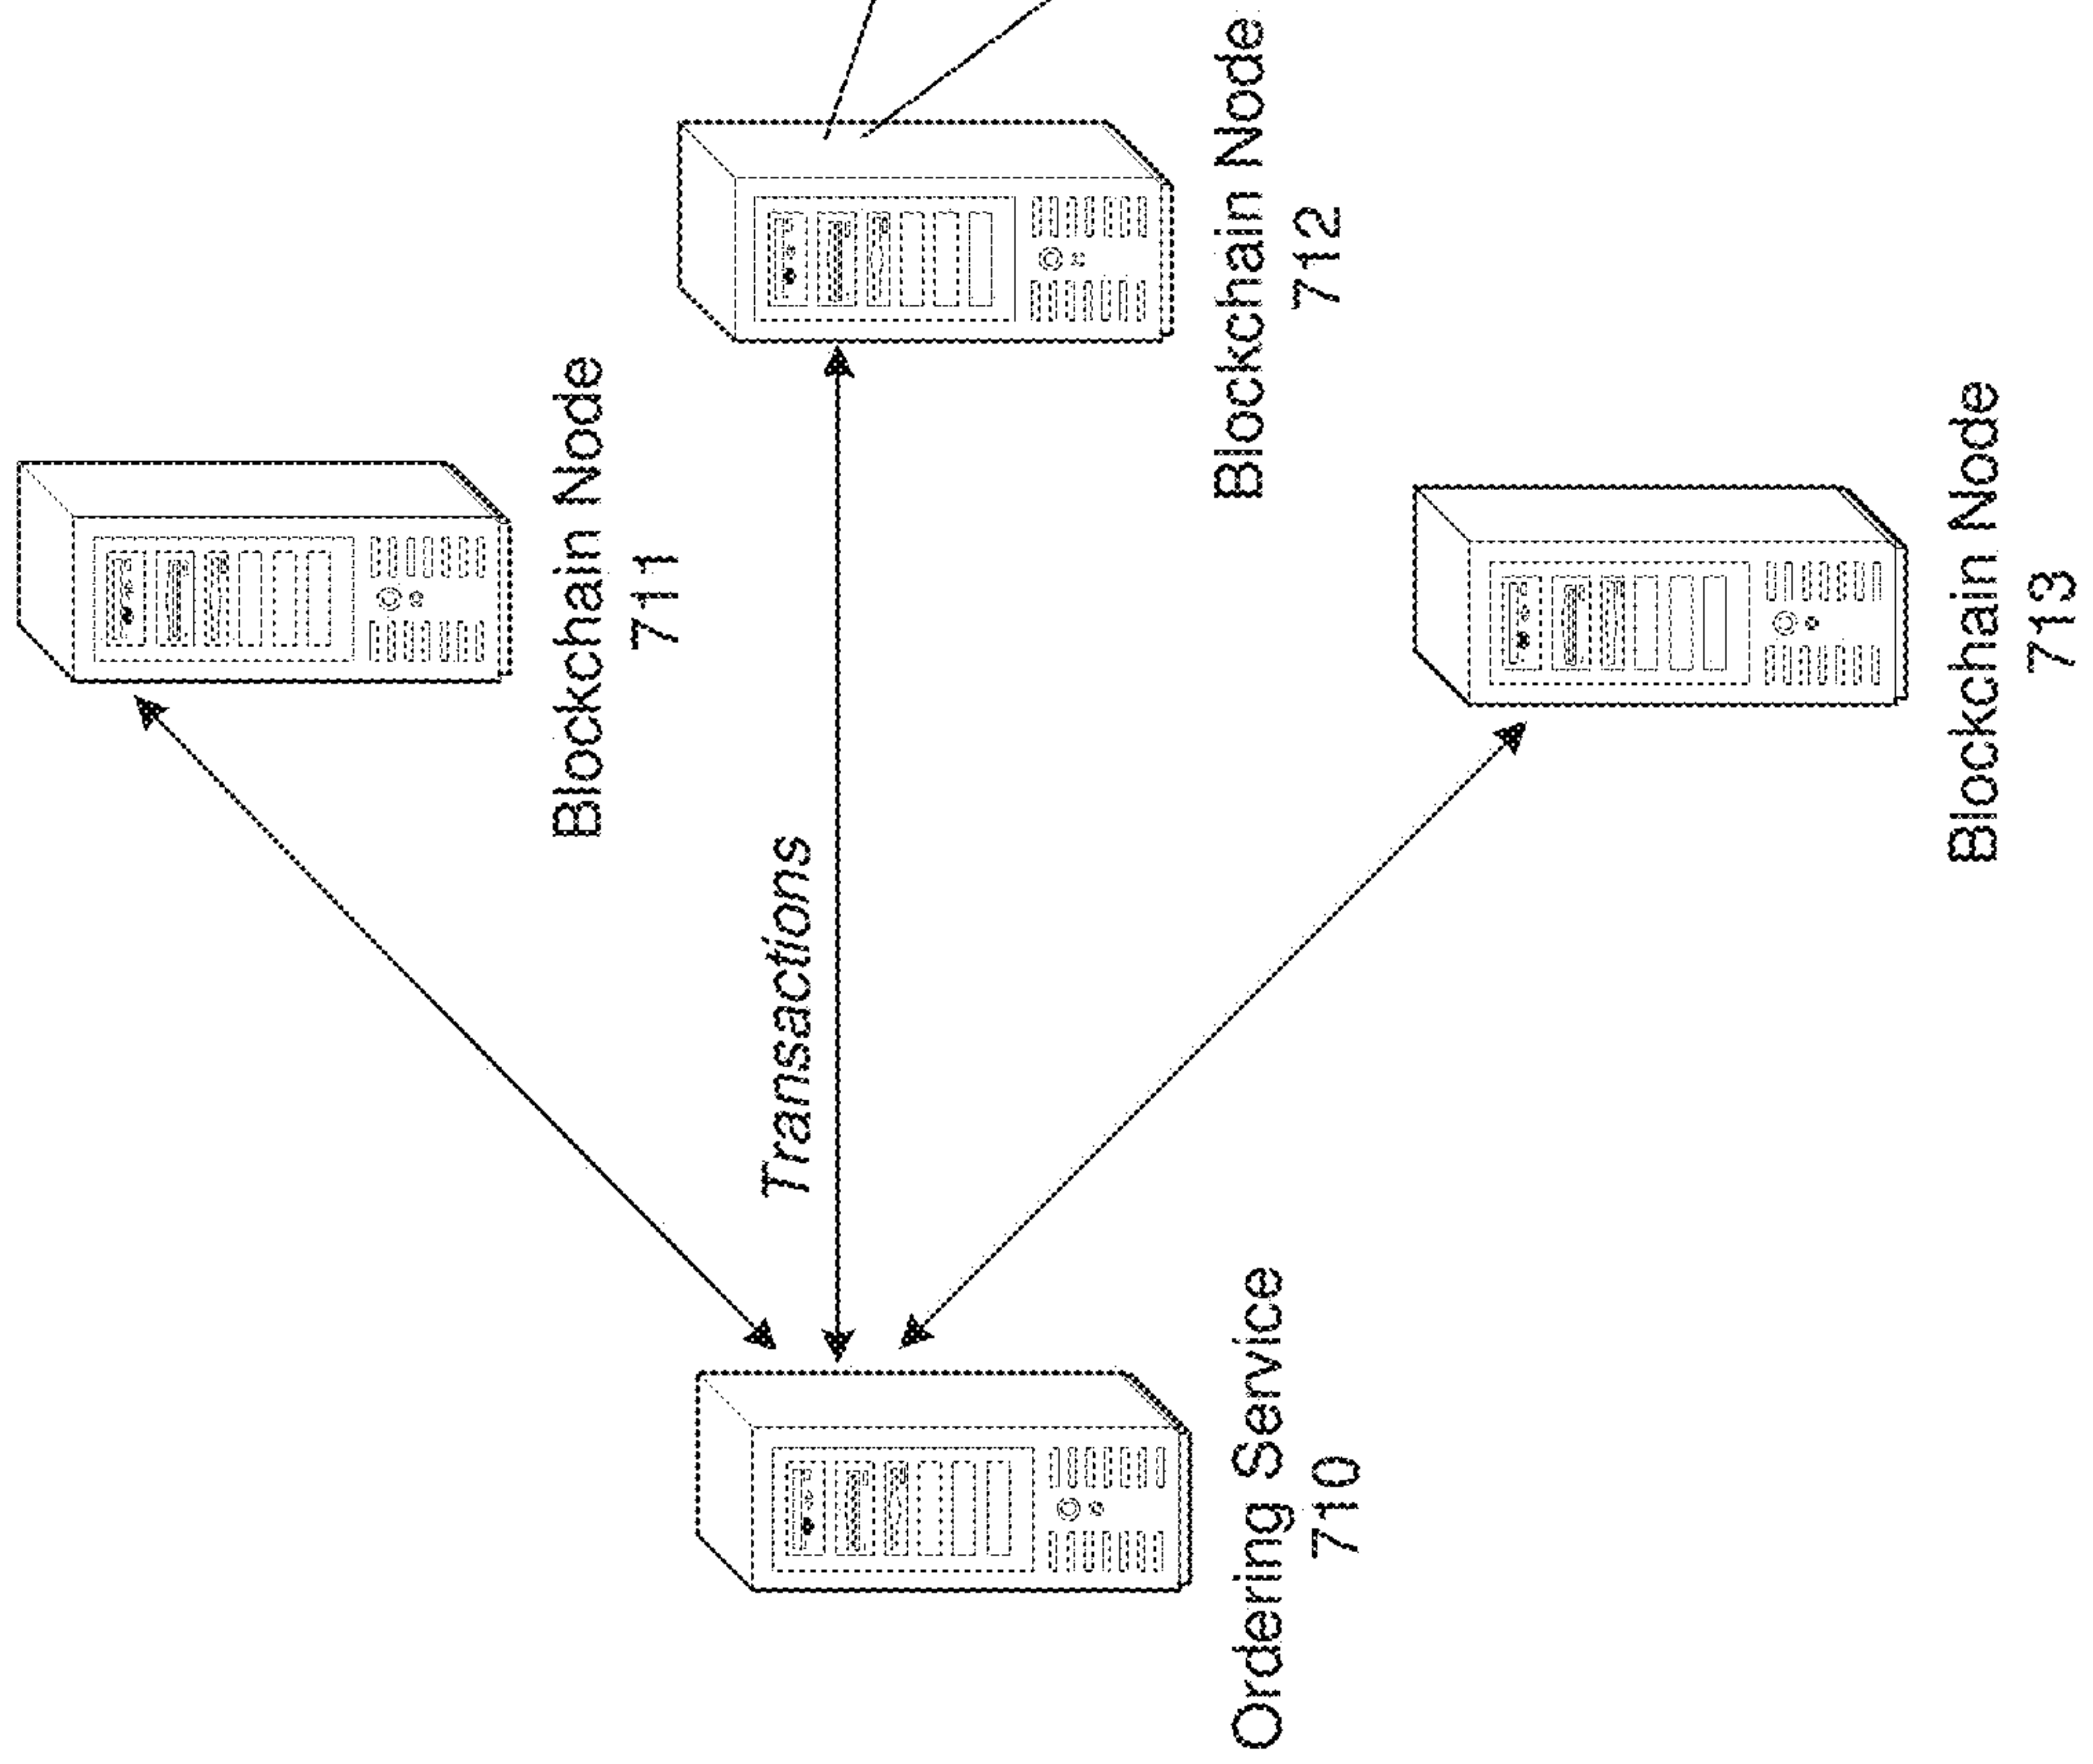 Blockchain Node
711
Transactions
Ordering Service
710
Blockchain Node
712
Blockchain Node
713